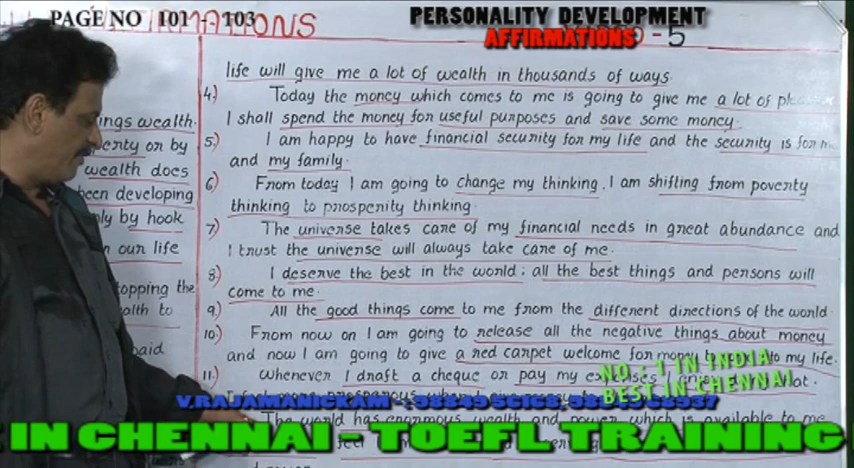 PAGE NO 101 - 103
PERSONALITY DEVELOPMENT
AFFIRMATIONS
- 5
ings wealth
erty or by
wealth does
been developing
nly by hook
n our life
topping the
alth to
paid
life will give me a lot of wealth in thousands of ways.
4.) Today the money which comes to me is going to give me a lot of
I shall spend the money for useful purposes and save some money.
5.) I am happy to have financial security for my life and the security is for
and my family.
6.) From today I am going to change my thinking. I am shifting from poverty
thinking to prosperity thinking.
7.) The universe takes care of my financial needs in great abundance and
I trust the universe will always take care of me.
8.) I deserve the best in the world; all the best things and persons will
come to me.
9.) All the good things come to me from the different directions of the world
10.) From now on I am going to release all the negative things about money
and now I am going to give a red carpet welcome for money to my life.
11.) Whenever I draft a cheque or pay my expenses lot.
NO : 1 IN INDIA
BEST IN CHENNAI
V.RAJAMANICKAM -
The world has enormous wealth and power which is available to me
IN CHENNAI - TOEFL TRAINING